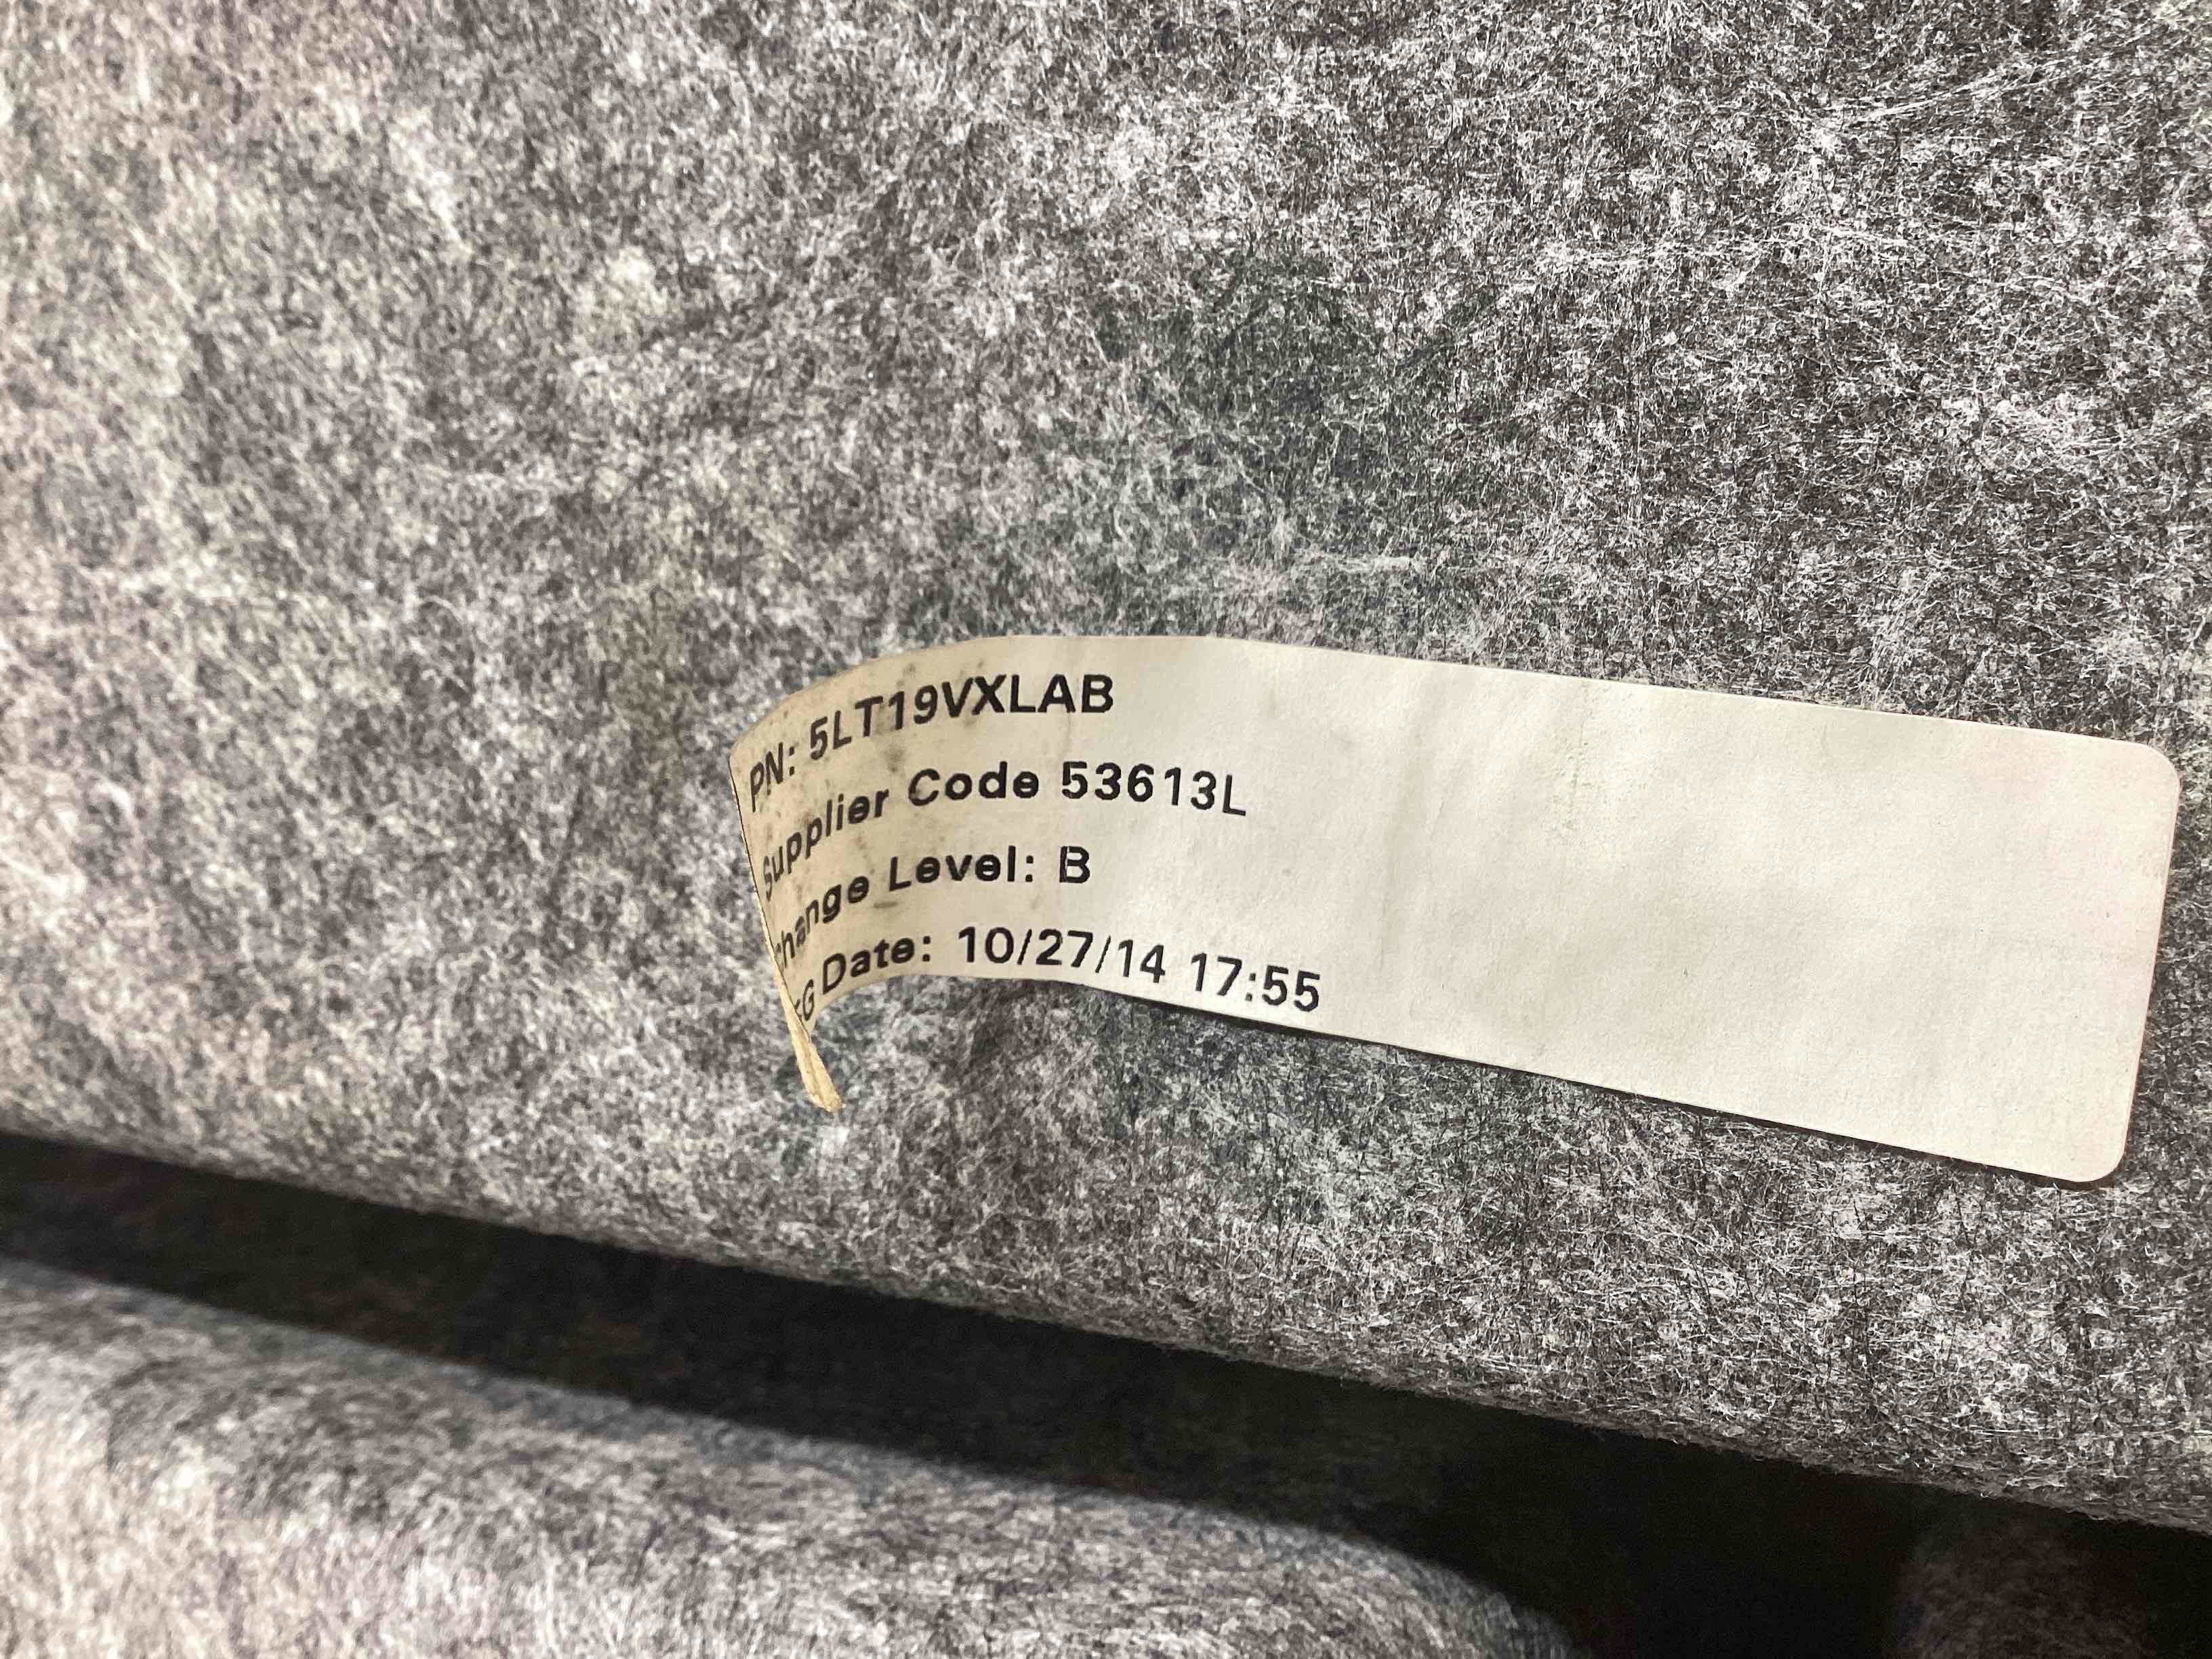 PN: 5LT19VXLAB
Supplier Code 53613L
Change Level: B
Date: 10/27/14 17:55